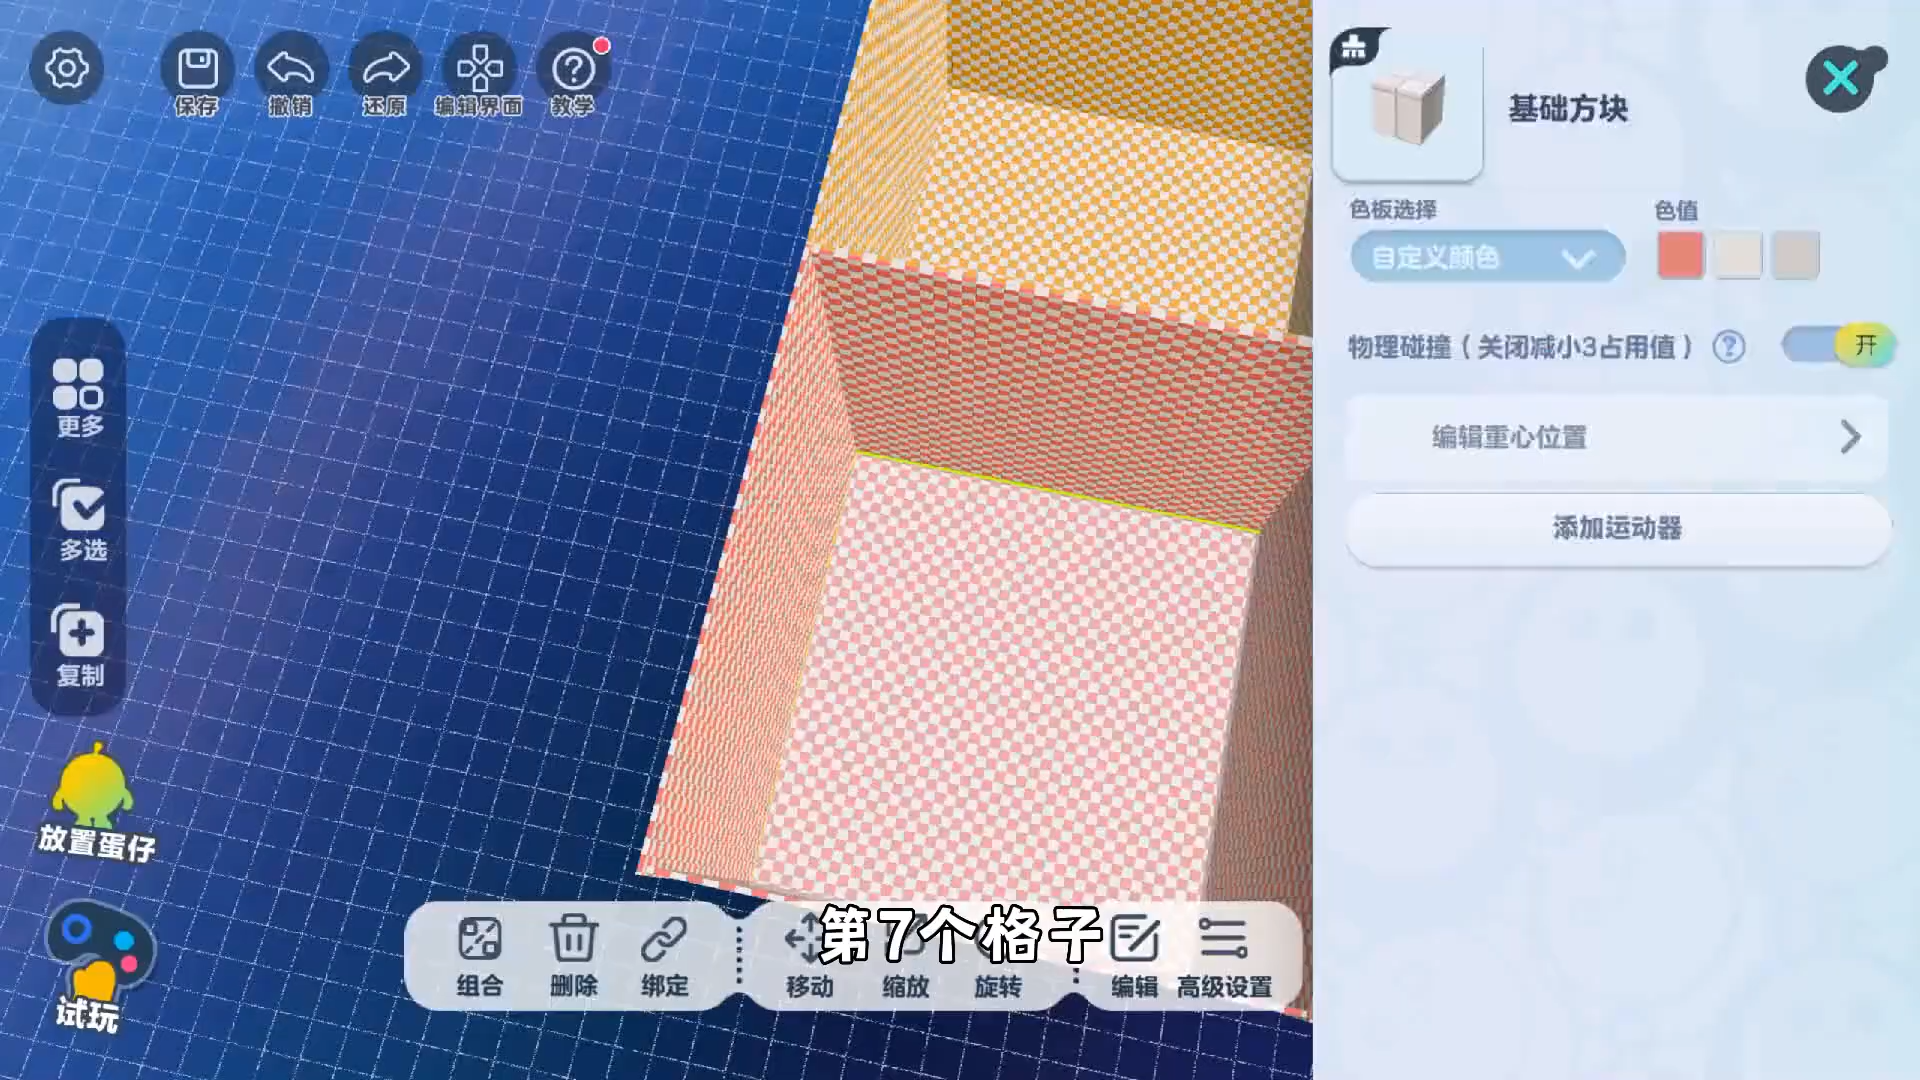 保存
撤销
还原
编辑界面
教学
基础方块
色板选择
色值
自定义颜色
物理碰撞（关闭减小3占用值）
?
开
更多
编辑重心位置
多选
添加运动器
复制
放置蛋仔
第7个格子
组合
删除
绑定
移动
缩放
旋转
编辑
高级设置
试玩